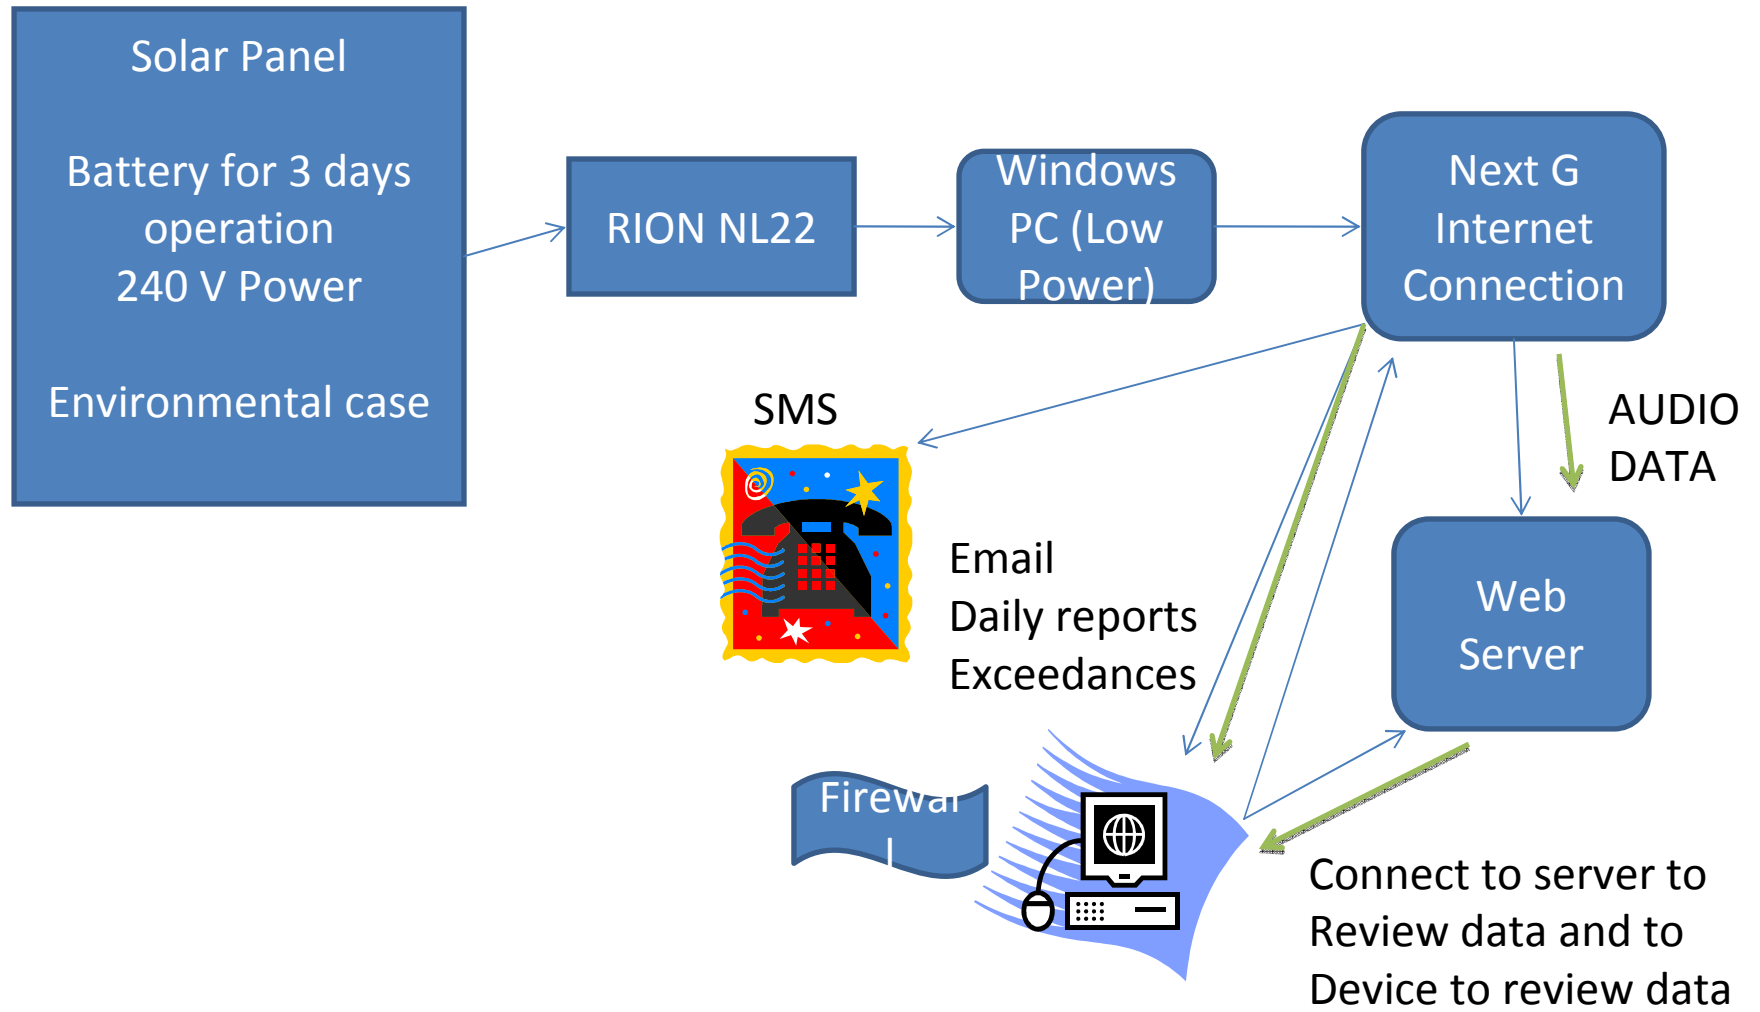 Solar Panel
Battery for 3 days
operation
240 V Power
Environmental case
RION NL22
Windows
PC (Low
Power)
Next G
Internet
Connection
SMS
AUDIO
DATA
Email
Daily reports
Exceedances
Web
Server
Firewal
l
Connect to server to
Review data and to
Device to review data